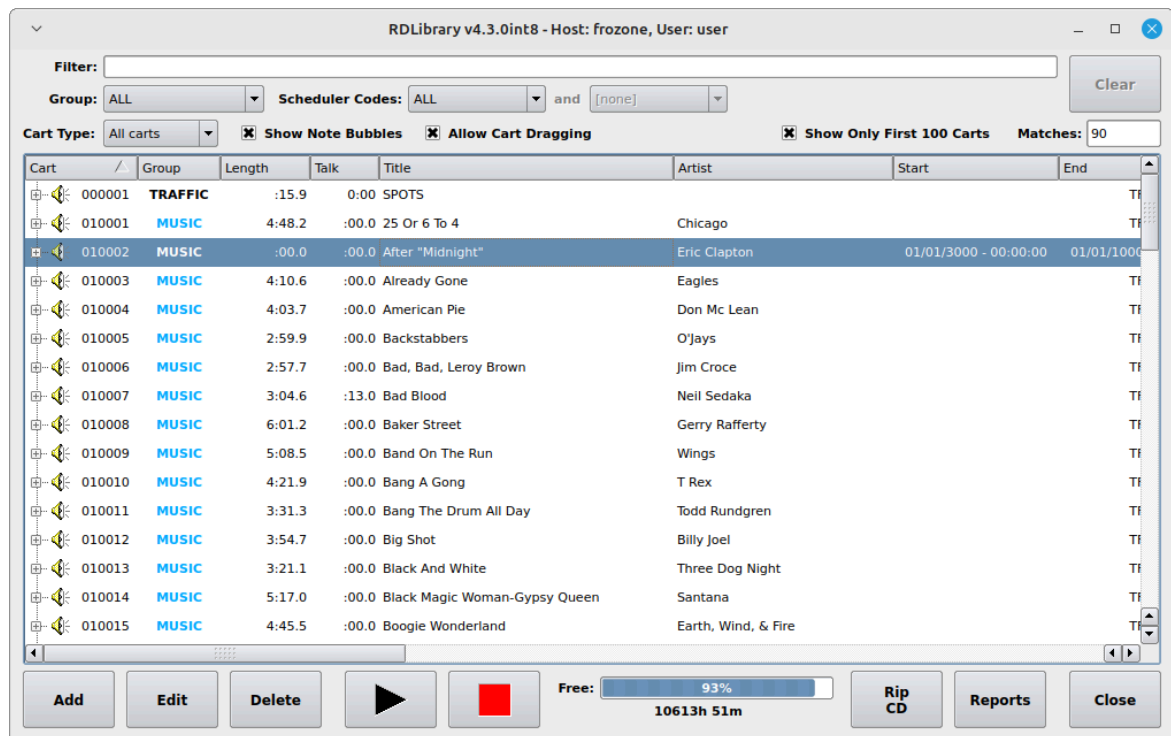 RDLibrary v4.3.0int8 - Host: frozone, User: user
Filter:
Clear
Group: ALL Scheduler Codes: ALL and [none]
Cart Type: All carts Show Note Bubbles Allow Cart Dragging Show Only First 100 Carts Matches: 90
Cart Group Length Talk Title Artist Start End
000001 TRAFFIC :15.9 0:00 SPOTS
010001 MUSIC 4:48.2 :00.0 25 Or 6 To 4 Chicago
010002 MUSIC :00.0 :00.0 After "Midnight" Eric Clapton 01/01/3000 - 00:00:00 01/01/1000
010003 MUSIC 4:10.6 :00.0 Already Gone Eagles
010004 MUSIC 4:03.7 :00.0 American Pie Don Mc Lean
010005 MUSIC 2:59.9 :00.0 Backstabbers O'Jays
010006 MUSIC 2:57.7 :00.0 Bad, Bad, Leroy Brown Jim Croce
010007 MUSIC 3:04.6 :13.0 Bad Blood Neil Sedaka
010008 MUSIC 6:01.2 :00.0 Baker Street Gerry Rafferty
010009 MUSIC 5:08.5 :00.0 Band On The Run Wings
010010 MUSIC 4:21.9 :00.0 Bang A Gong T Rex
010011 MUSIC 3:31.3 :00.0 Bang The Drum All Day Todd Rundgren
010012 MUSIC 3:54.7 :00.0 Big Shot Billy Joel
010013 MUSIC 3:21.1 :00.0 Black And White Three Dog Night
010014 MUSIC 5:17.0 :00.0 Black Magic Woman-Gypsy Queen Santana
010015 MUSIC 4:45.5 :00.0 Boogie Wonderland Earth, Wind, & Fire
Add Edit Delete Free: 93% Rip CD Reports Close
10613h 51m